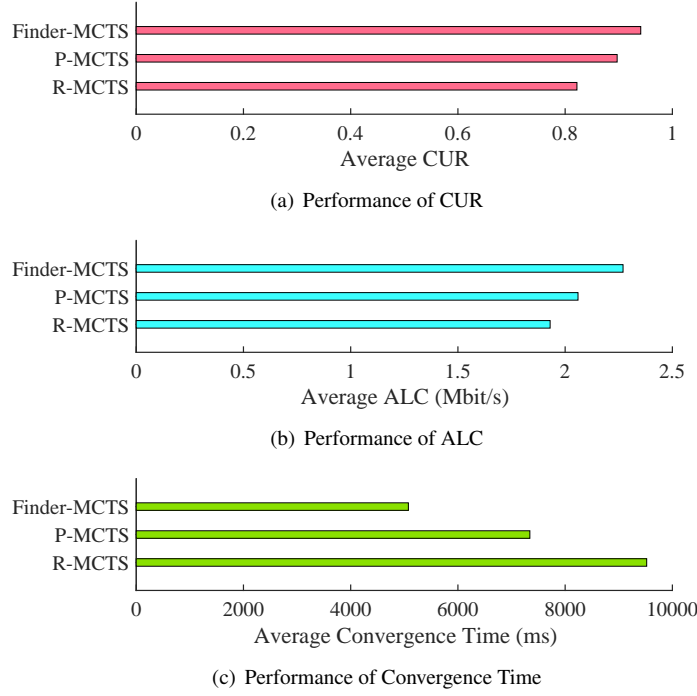 Finder-MCTS
P-MCTS
R-MCTS
0 0.2 0.4 0.6 0.8 1
Average CUR
(a) Performance of CUR
Finder-MCTS
P-MCTS
R-MCTS
0 0.5 1 1.5 2 2.5
Average ALC (Mbit/s)
(b) Performance of ALC
Finder-MCTS
P-MCTS
R-MCTS
0 2000 4000 6000 8000 10000
Average Convergence Time (ms)
(c) Performance of Convergence Time